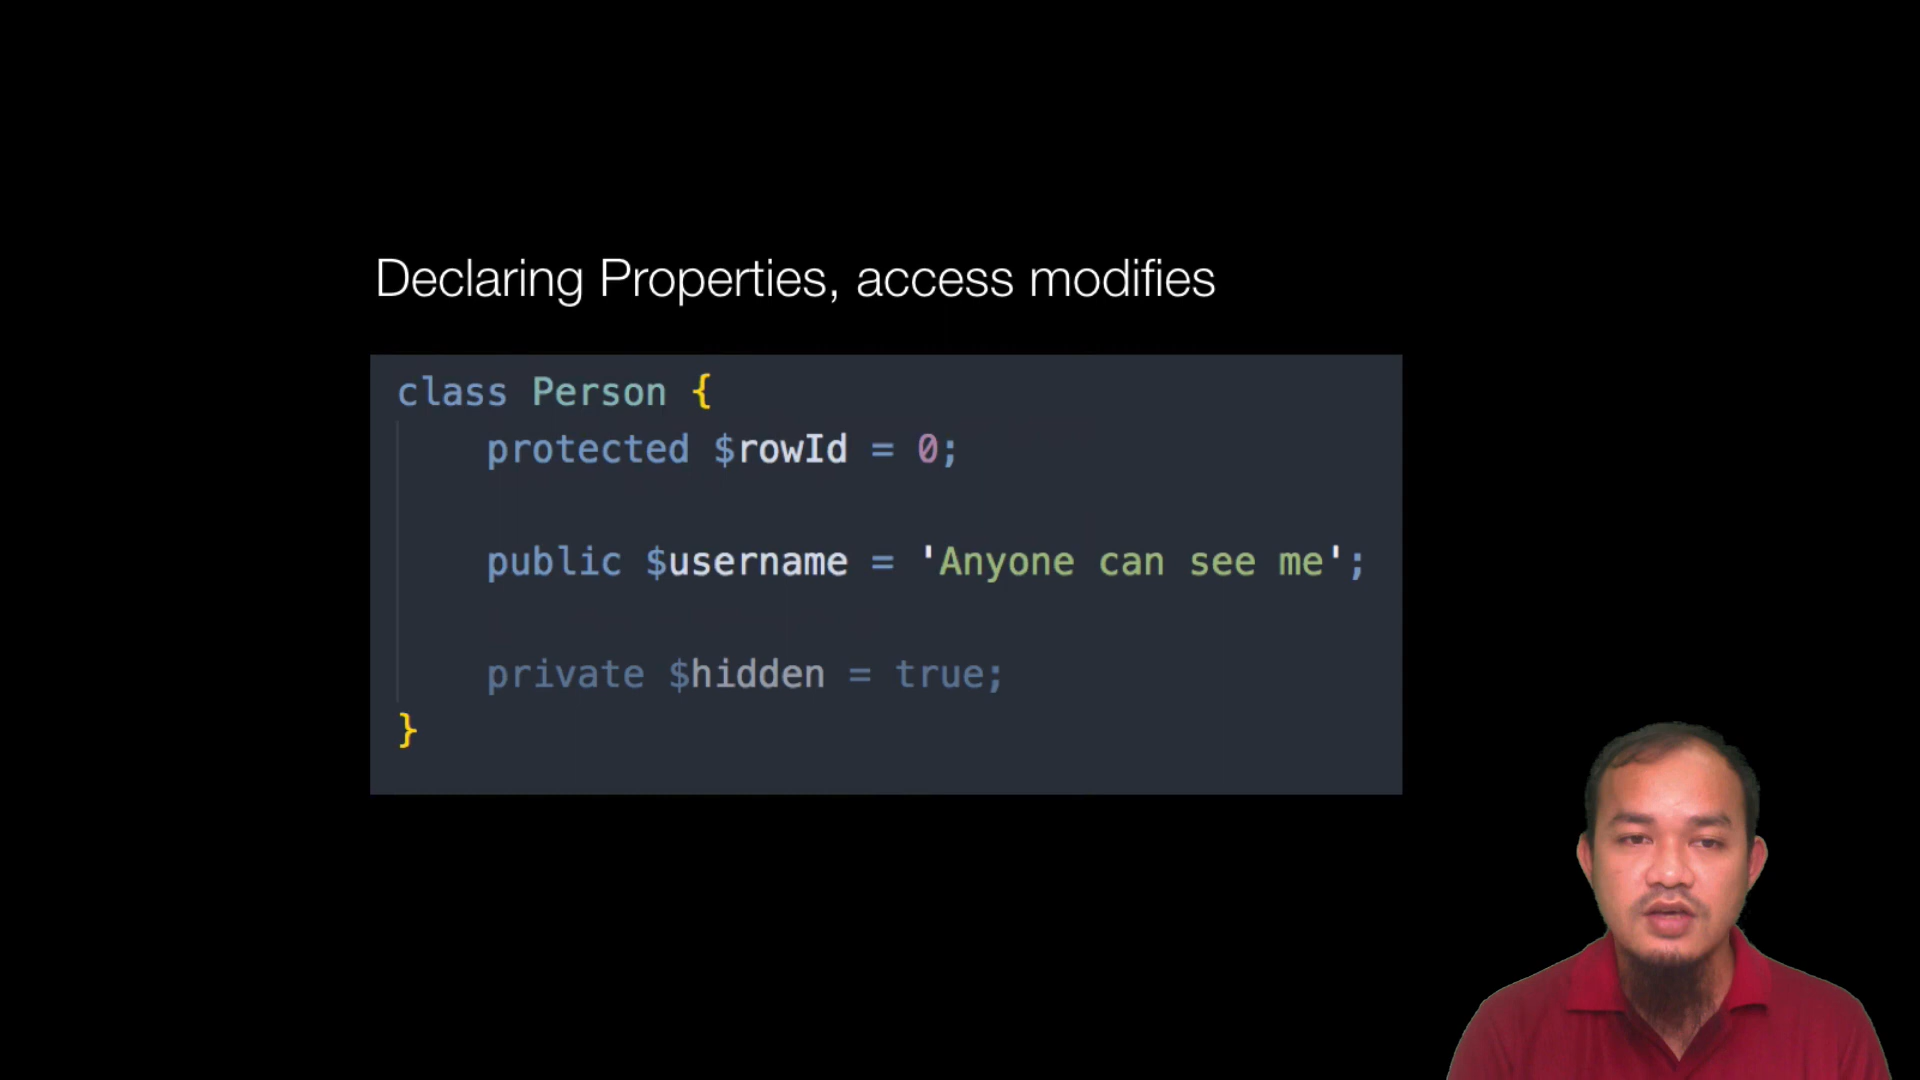 Declaring Properties, access modifies
class Person {
protected $rowId = 0;
public $username = 'Anyone can see me';
private $hidden = true;
}